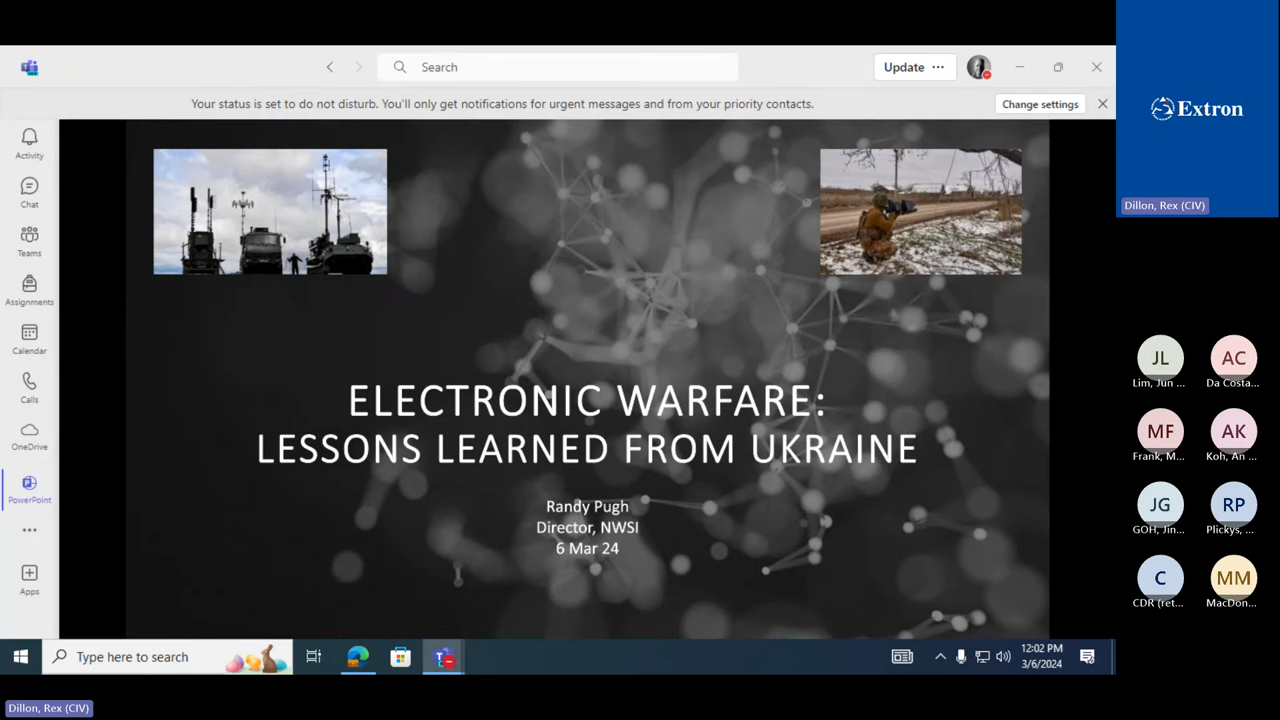 Search
Update
Your status is set to do not disturb. You'll only get notifications for urgent messages and from your priority contacts.
Change settings
Activity
Chat
Teams
Assignments
Calendar
Calls
OneDrive
PowerPoint
Apps
ELECTRONIC WARFARE:
LESSONS LEARNED FROM UKRAINE
Randy Pugh
Director, NWSI
6 Mar 24
Extron
Dillon, Rex (CIV)
JL
AC
Lim, Jun ...
Da Costa...
MF
AK
Frank, M...
Koh, An ...
JG
RP
GOH, Jin...
Plickys, ...
C
MM
CDR (ret...
MacDon...
Type here to search
12:02 PM
3/6/2024
Dillon, Rex (CIV)